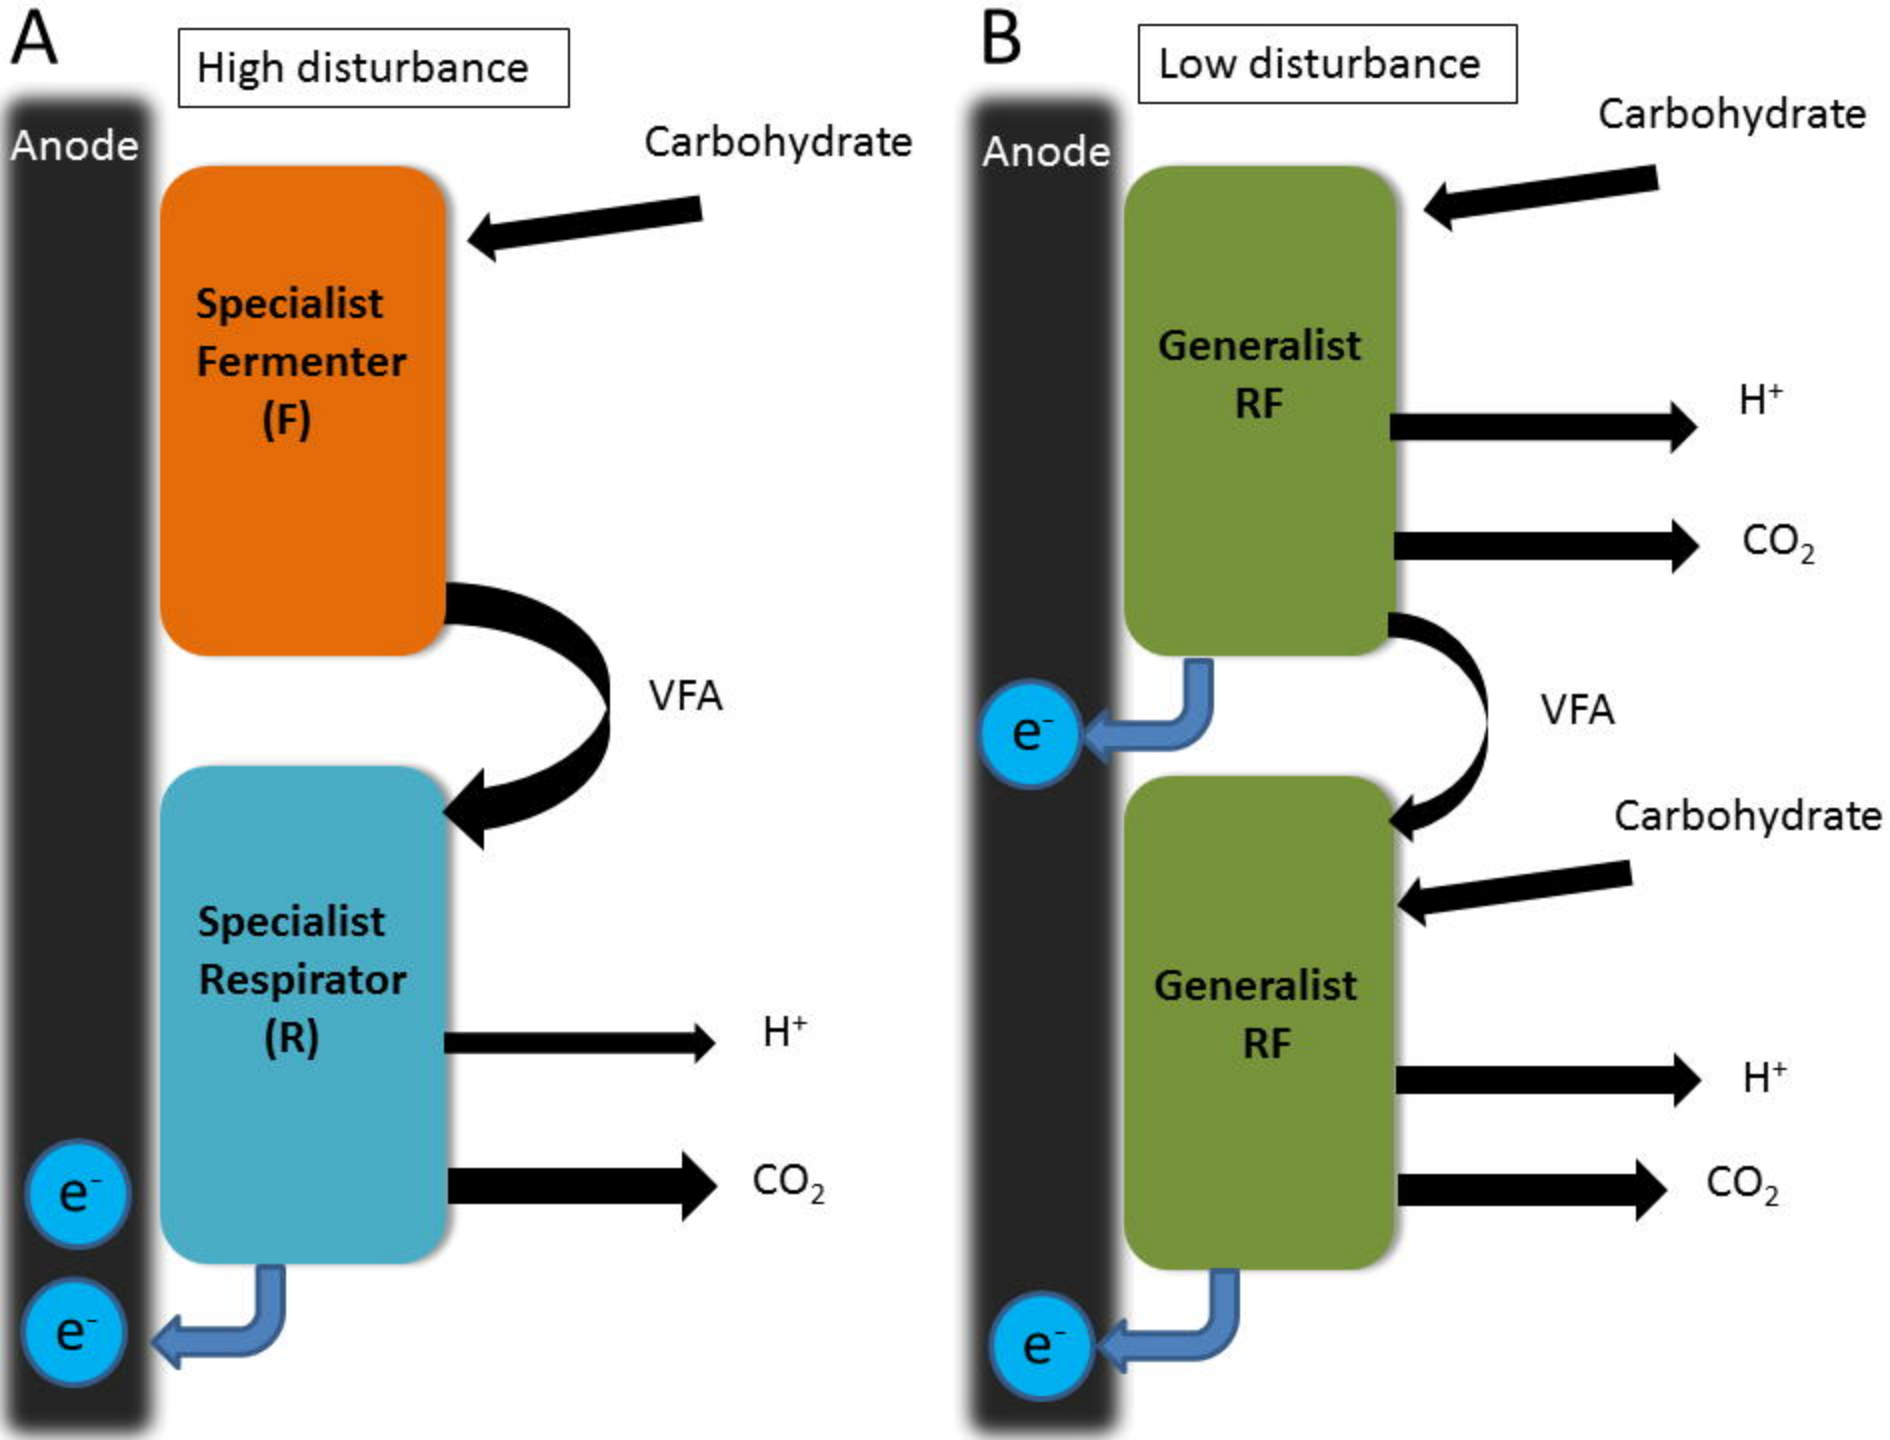 A
High disturbance
Anode
Carbohydrate
Specialist
Fermenter
(F)
VFA
Specialist
Respirator
(R)
H⁺
CO₂
e⁻
e⁻
B
Low disturbance
Anode
Carbohydrate
Generalist
RF
H⁺
CO₂
VFA
e⁻
Carbohydrate
Generalist
RF
H⁺
CO₂
e⁻